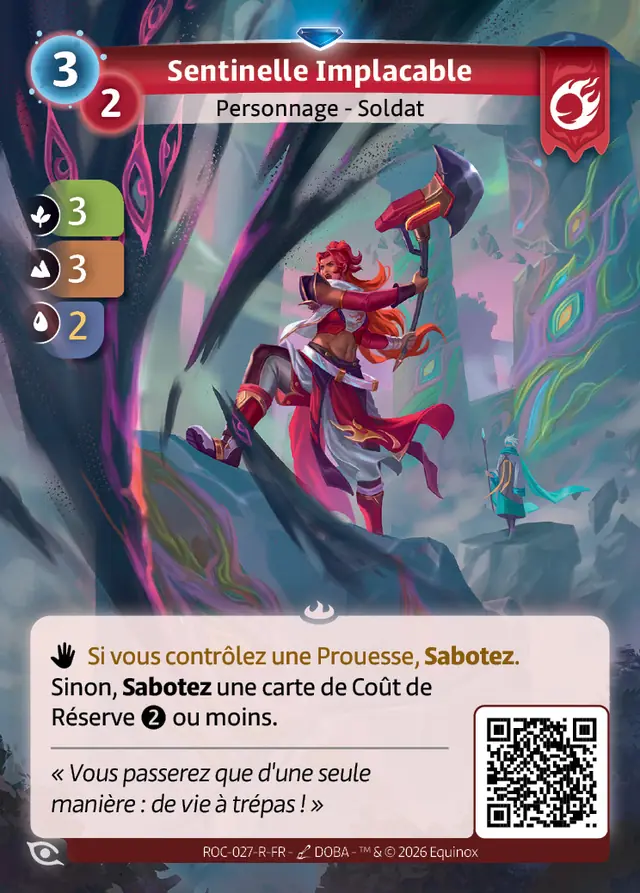 3
Sentinelle Implacable
2
Personnage - Soldat
3
3
2
Si vous contrôlez une Prouesse, Sabotez.
Sinon, Sabotez une carte de Coût de
Réserve 2 ou moins.
« Vous passerez que d'une seule
manière : de vie à trépas ! »
ROC-027-R-FR - DOBA - ™ & © 2026 Equinox